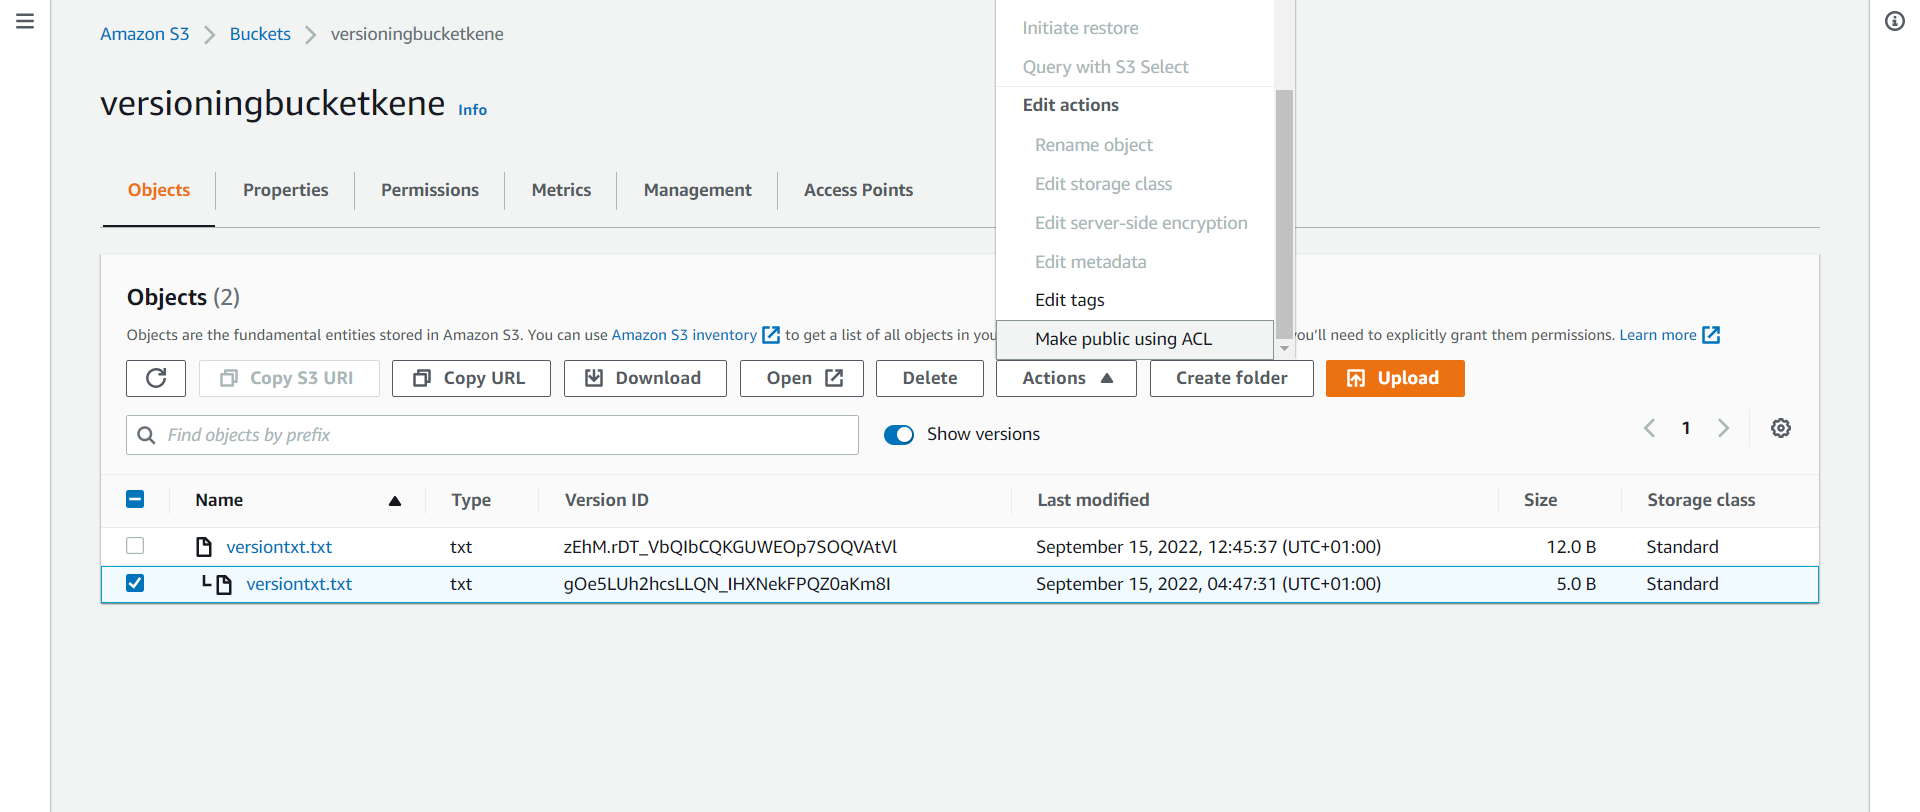 Amazon S3 Buckets versioningbucketkene
versioningbucketkene Info
Objects Properties Permissions Metrics Management Access Points
Initiate restore
Query with S3 Select
Edit actions
Rename object
Edit storage class
Edit server-side encryption
Edit metadata
Edit tags
Make public using ACL
Objects (2)
Objects are the fundamental entities stored in Amazon S3. You can use Amazon S3 inventory to get a list of all objects in you you'll need to explicitly grant them permissions. Learn more
Copy S3 URI Copy URL Download Open Delete Actions Create folder Upload
Find objects by prefix Show versions 1
Name Type Version ID Last modified Size Storage class
versiontxt.txt txt zEhM.rDT_VbQIbCQKGUWEOp7SOQVAtVl September 15, 2022, 12:45:37 (UTC+01:00) 12.0 B Standard
versiontxt.txt txt gOe5LUh2hcsLLQN_IHXNekFPQZ0aKm8I September 15, 2022, 04:47:31 (UTC+01:00) 5.0 B Standard